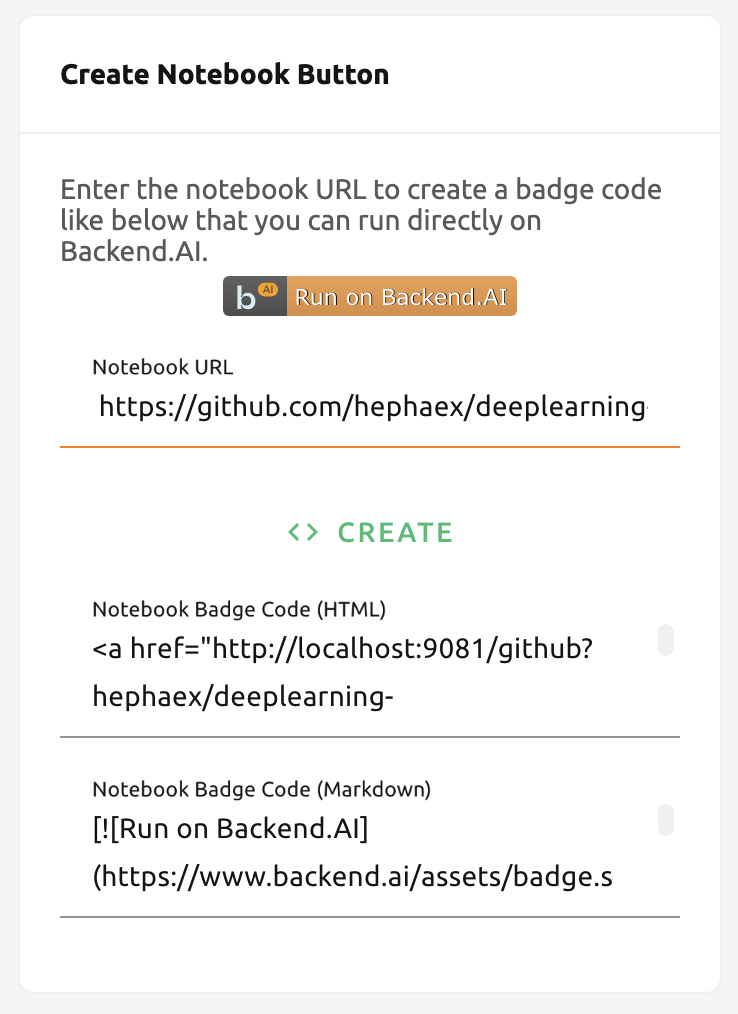 Create Notebook Button
Enter the notebook URL to create a badge code
like below that you can run directly on
Backend.AI.
b AI Run on Backend.AI
Notebook URL
https://github.com/hephaex/deeplearning-
<> CREATE
Notebook Badge Code (HTML)
<a href="http://localhost:9081/github?
hephaex/deeplearning-
Notebook Badge Code (Markdown)
[![Run on Backend.AI]
(https://www.backend.ai/assets/badge.s